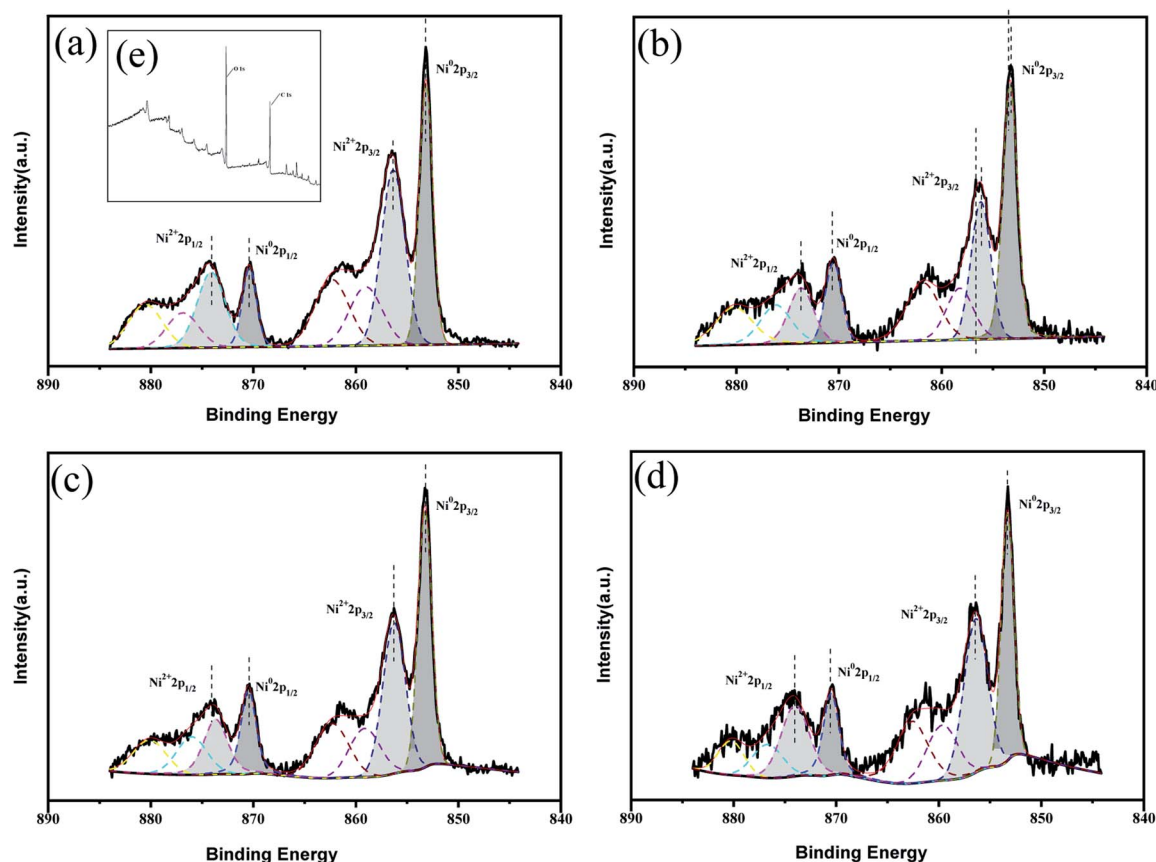 (a)
(e)
O 1s
C 1s
Ni⁰2p₃/₂
Ni²⁺2p₃/₂
Ni²⁺2p₁/₂
Ni⁰2p₁/₂
Intensity(a.u.)
890 880 870 860 850 840
Binding Energy
(b)
Ni⁰2p₃/₂
Ni²⁺2p₃/₂
Ni²⁺2p₁/₂
Ni⁰2p₁/₂
Intensity(a.u.)
890 880 870 860 850 840
Binding Energy
(c)
Ni⁰2p₃/₂
Ni²⁺2p₃/₂
Ni²⁺2p₁/₂
Ni⁰2p₁/₂
Intensity(a.u.)
890 880 870 860 850 840
Binding Energy
(d)
Ni⁰2p₃/₂
Ni²⁺2p₃/₂
Ni²⁺2p₁/₂
Ni⁰2p₁/₂
Intensity(a.u.)
890 880 870 860 850 840
Binding Energy